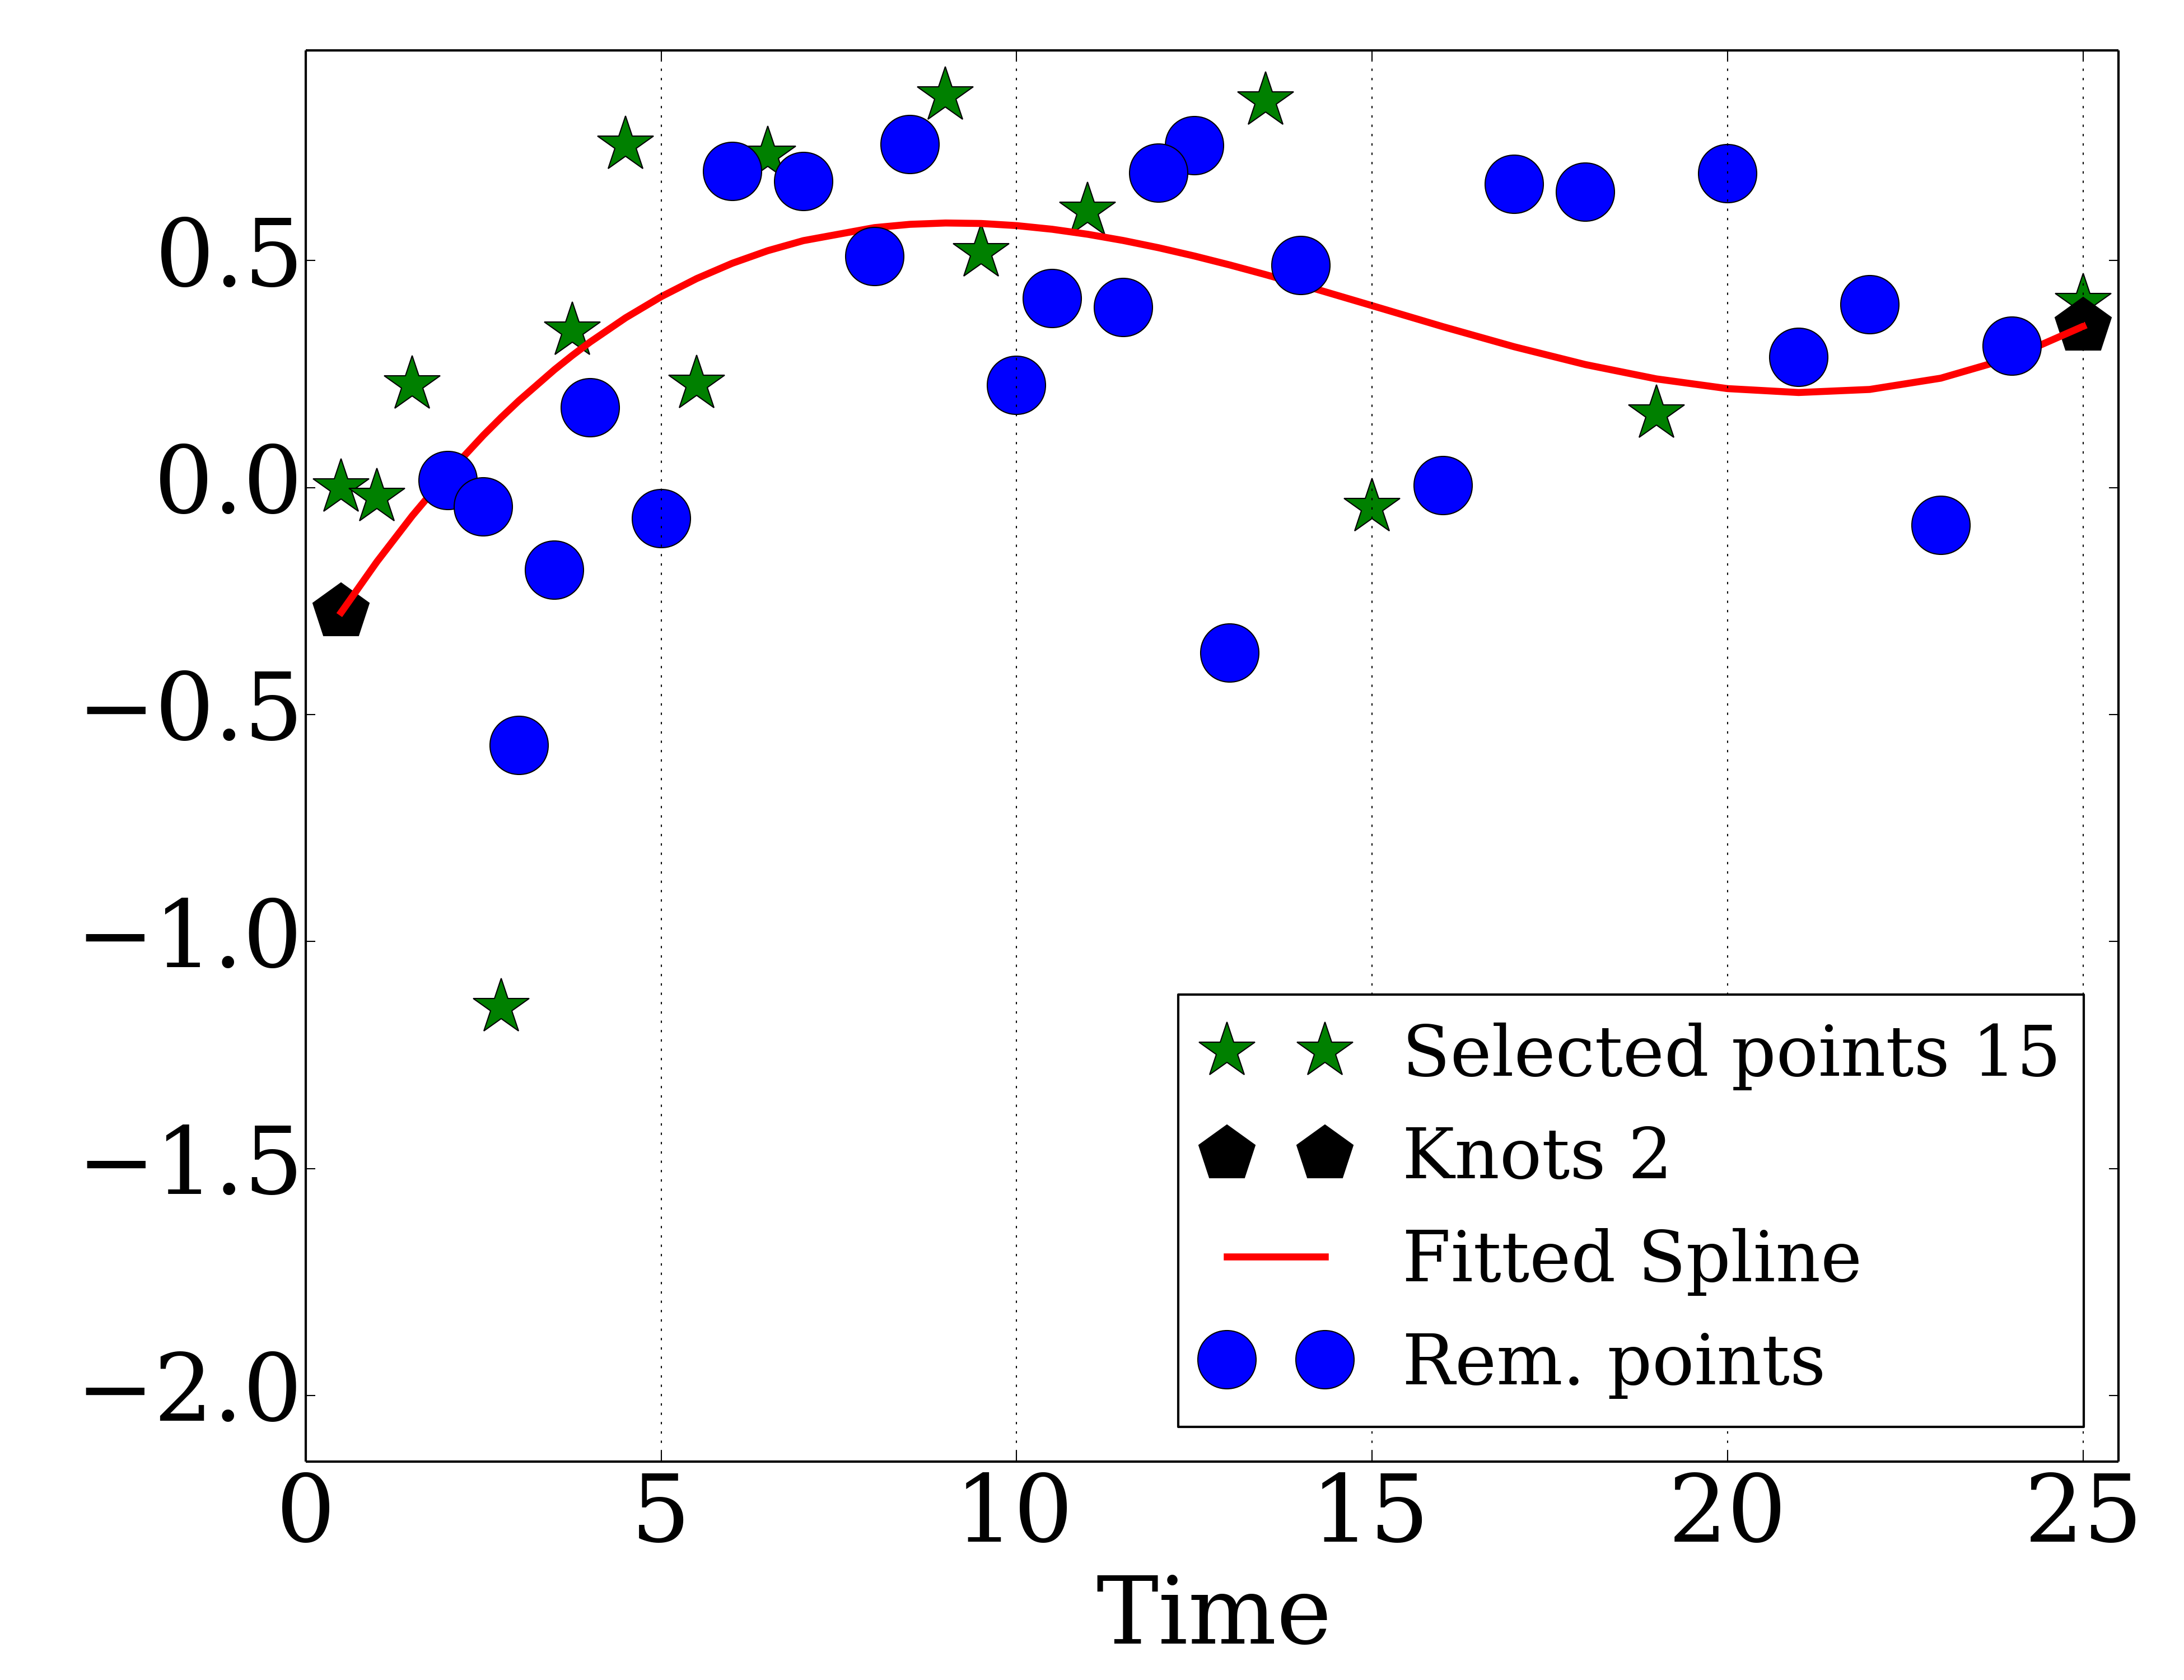 0.5
0.0
−0.5
−1.0
−1.5
−2.0
Selected points 15
Knots 2
Fitted Spline
Rem. points
0 5 10 15 20 25
Time